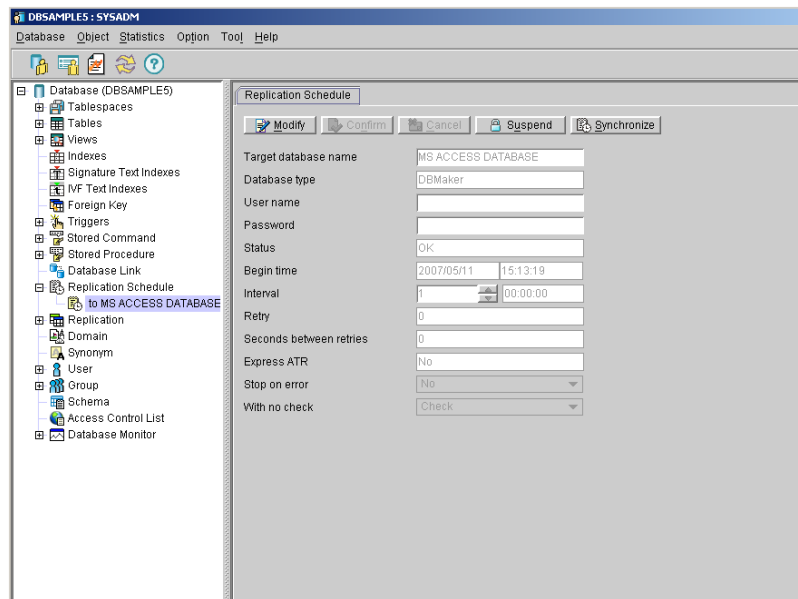 DBSAMPLE5 : SYSADM
Database Object Statistics Option Tool Help
Database (DBSAMPLE5)
Tablespaces
Tables
Views
Indexes
Signature Text Indexes
IVF Text Indexes
Foreign Key
Triggers
Stored Command
Stored Procedure
Database Link
Replication Schedule
to MS ACCESS DATABASE
Replication
Domain
Synonym
User
Group
Schema
Access Control List
Database Monitor
Replication Schedule
Modify Confirm Cancel Suspend Synchronize
Target database name MS ACCESS DATABASE
Database type DBMaker
User name
Password
Status OK
Begin time 2007/05/11 15:13:19
Interval 1 00:00:00
Retry 0
Seconds between retries 0
Express ATR No
Stop on error No
With no check Check